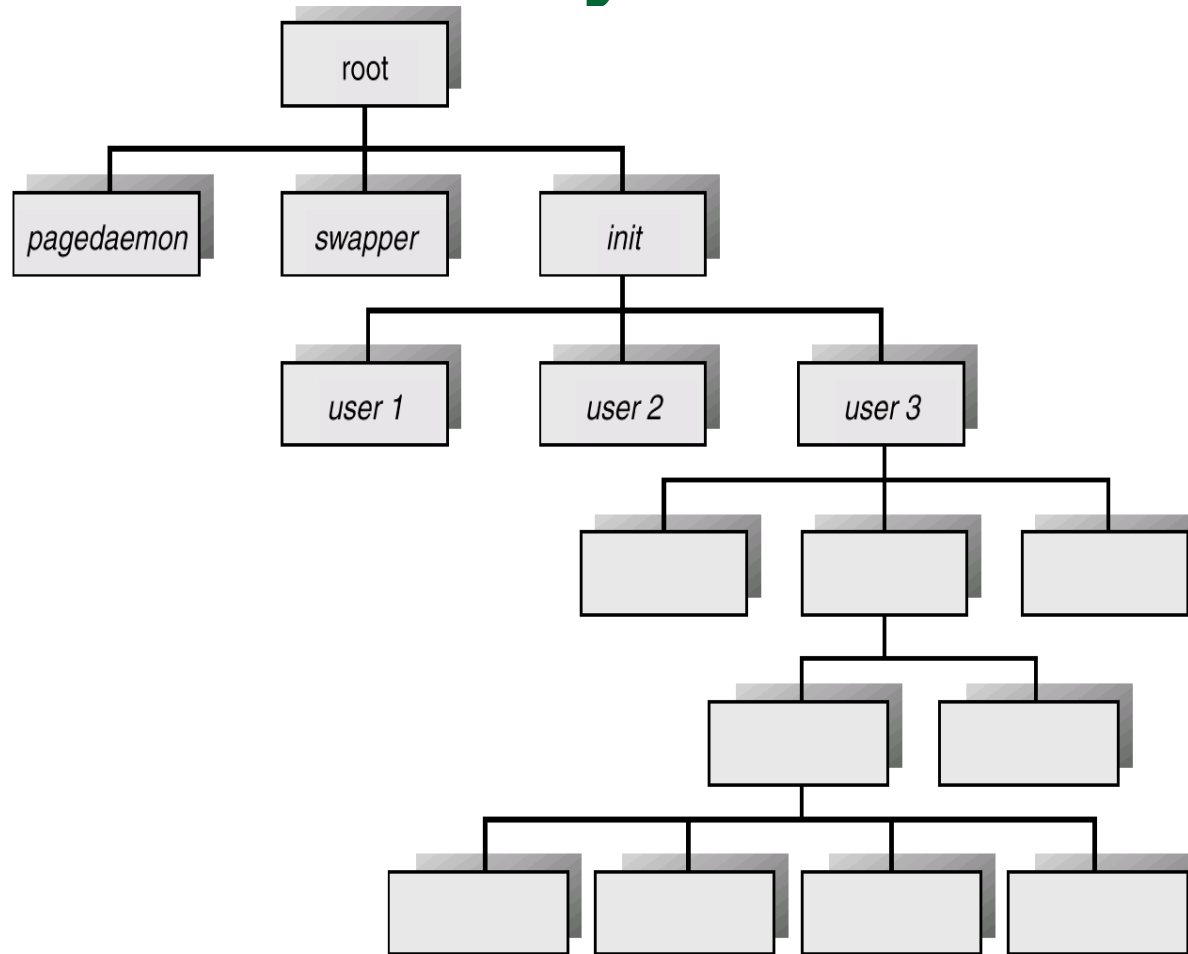 root
pagedaemon
swapper
init
user 1
user 2
user 3